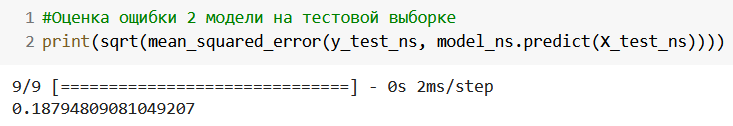 1 #Оценка ощибки 2 модели на тестовой выборке
2 print(sqrt(mean_squared_error(y_test_ns, model_ns.predict(X_test_ns))))
9/9 [==============================] - 0s 2ms/step
0.18794809081049207